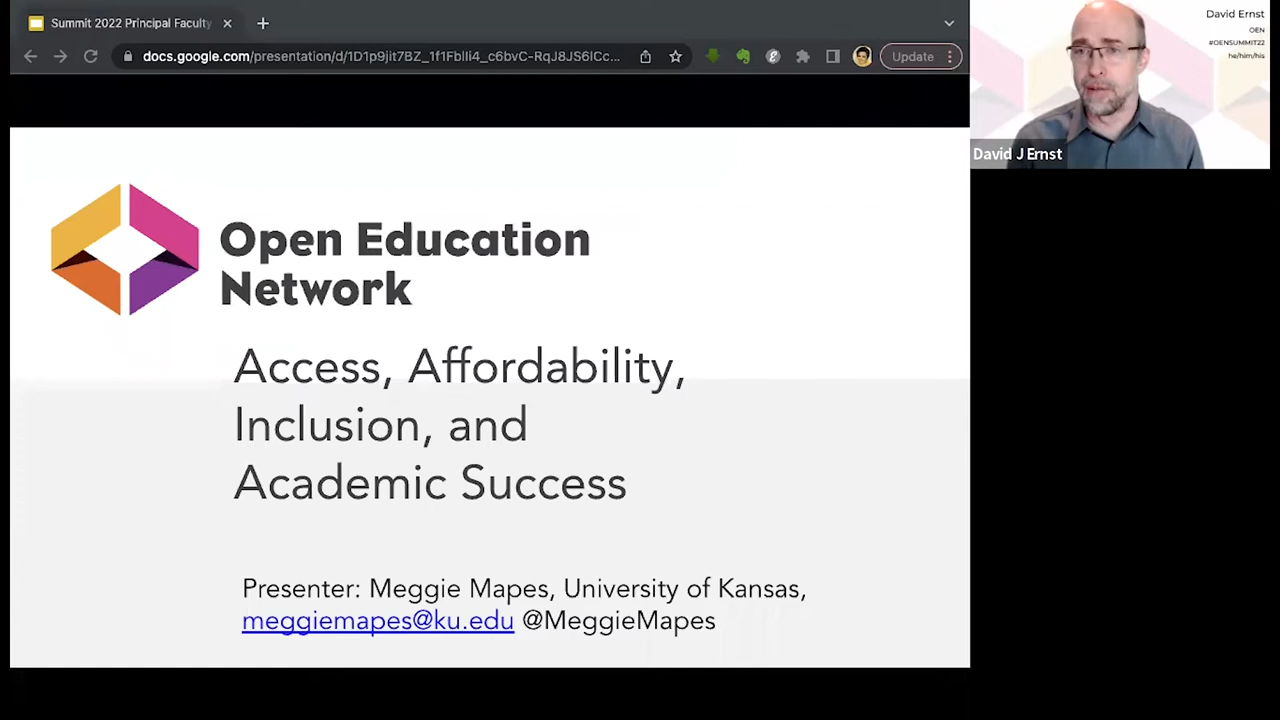 Summit 2022 Principal Faculty
docs.google.com/presentation/d/1D1p9jit7BZ_1f1FbIli4_c6bvC-RqJ8JS6lCc...
Update
David Ernst
OEN
#OENSUMMIT22
he/him/his
David J Ernst
Open Education
Network
Access, Affordability,
Inclusion, and
Academic Success
Presenter: Meggie Mapes, University of Kansas,
meggiemapes@ku.edu @MeggieMapes